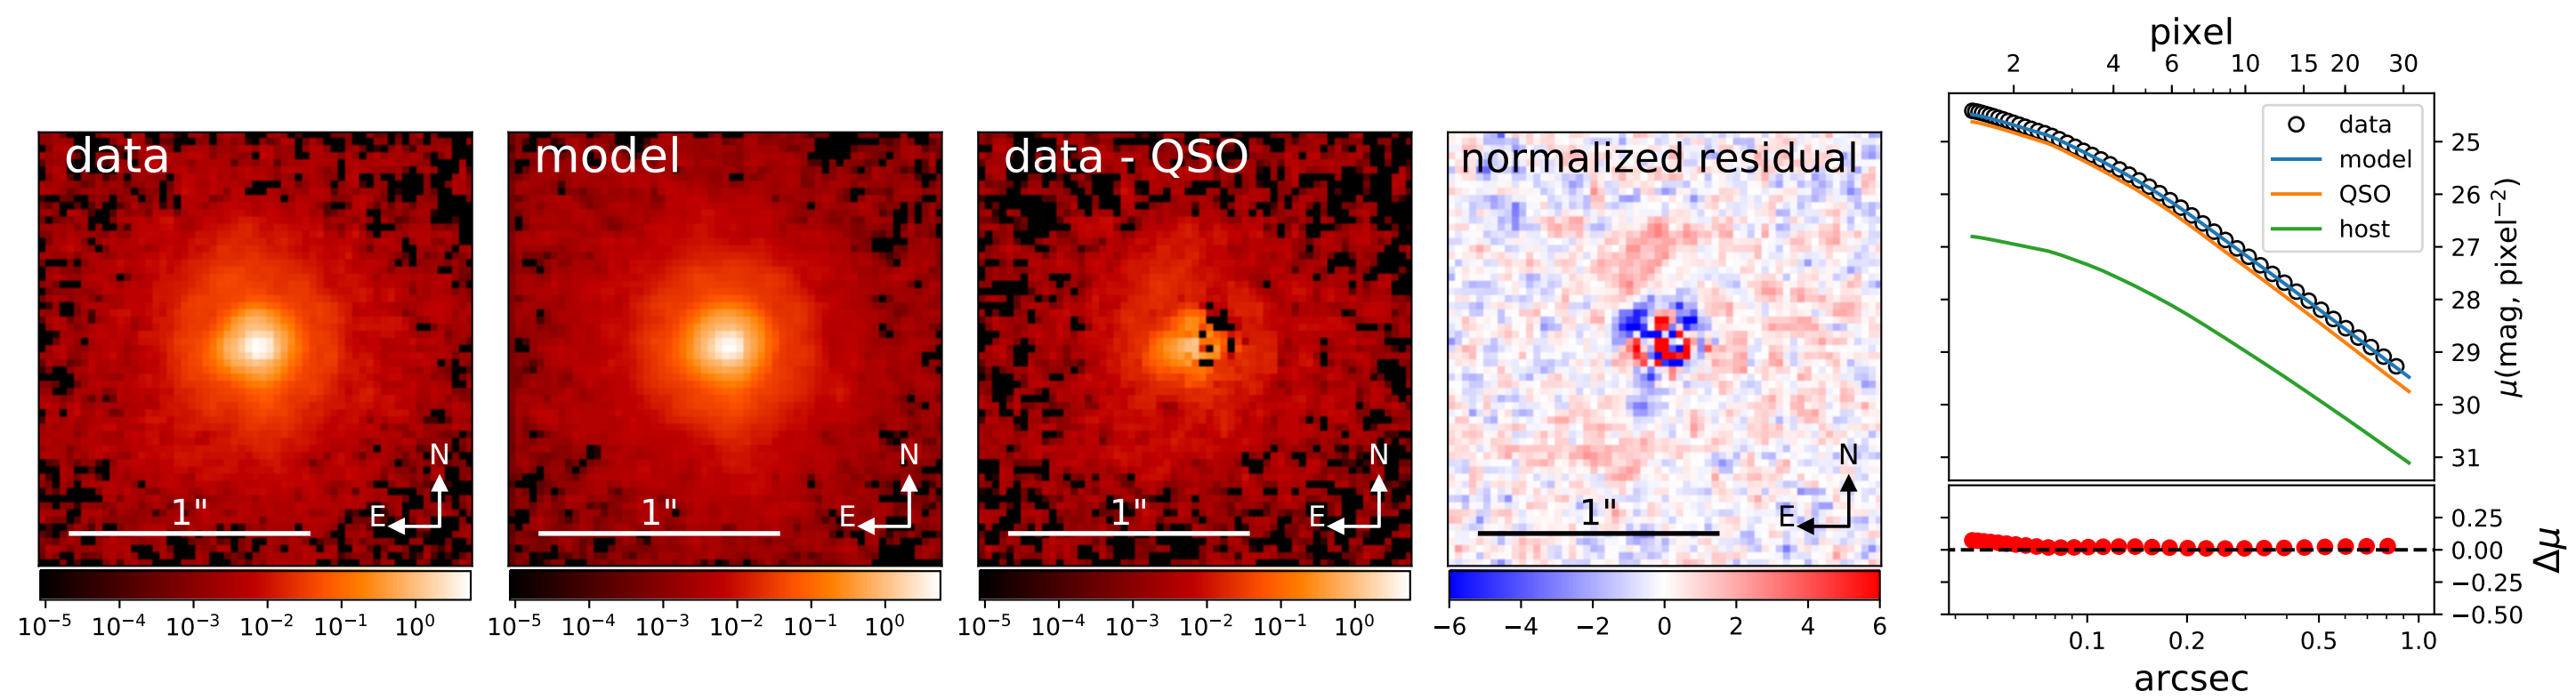 data
N
E
1"
10⁻⁵ 10⁻⁴ 10⁻³ 10⁻² 10⁻¹ 10⁰
model
N
E
1"
10⁻⁵ 10⁻⁴ 10⁻³ 10⁻² 10⁻¹ 10⁰
data - QSO
N
E
1"
10⁻⁵ 10⁻⁴ 10⁻³ 10⁻² 10⁻¹ 10⁰
normalized residual
N
E
1"
−6 −4 −2 0 2 4 6
pixel
2 4 6 10 15 20 30
data
model
QSO
host
25
26
27
28
29
30
31
μ(mag, pixel⁻²)
0.25
0.00
−0.25
−0.50
Δμ
0.1 0.2 0.5 1.0
arcsec